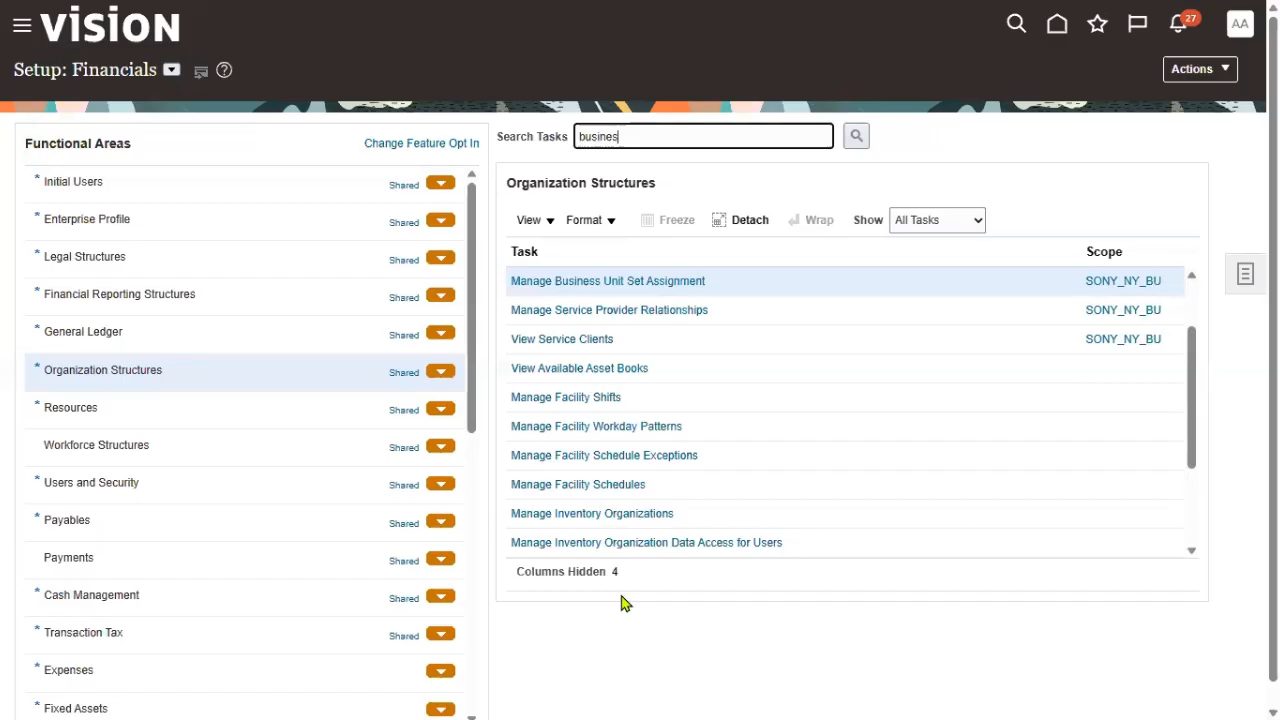 vision
27
AA
Setup: Financials
Actions
Functional Areas
Change Feature Opt In
* Initial Users Shared
* Enterprise Profile Shared
* Legal Structures Shared
* Financial Reporting Structures Shared
* General Ledger Shared
* Organization Structures Shared
* Resources Shared
Workforce Structures Shared
* Users and Security Shared
* Payables Shared
Payments Shared
* Cash Management Shared
* Transaction Tax Shared
* Expenses
* Fixed Assets
Search Tasks busines
Organization Structures
View Format Freeze Detach Wrap Show All Tasks
Task Scope
Manage Business Unit Set Assignment SONY_NY_BU
Manage Service Provider Relationships SONY_NY_BU
View Service Clients SONY_NY_BU
View Available Asset Books
Manage Facility Shifts
Manage Facility Workday Patterns
Manage Facility Schedule Exceptions
Manage Facility Schedules
Manage Inventory Organizations
Manage Inventory Organization Data Access for Users
Columns Hidden 4